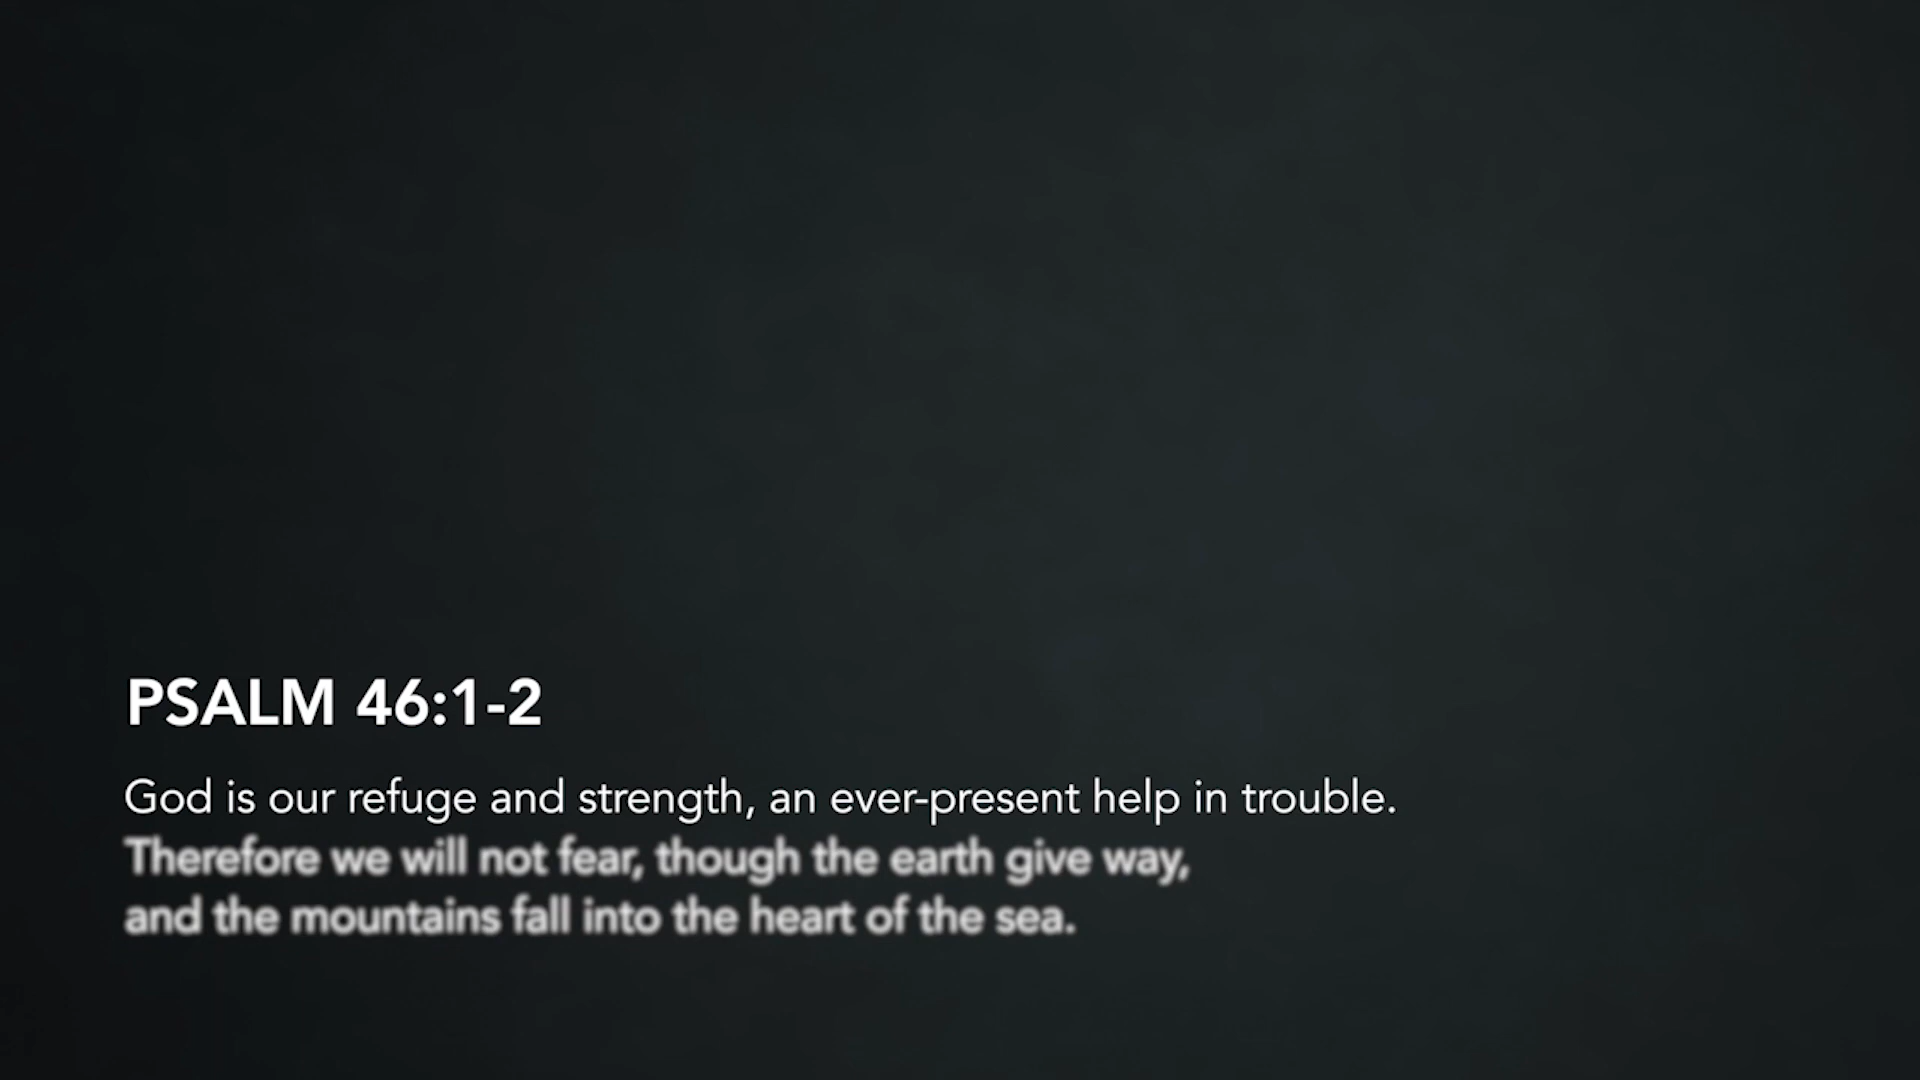 PSALM 46:1-2
God is our refuge and strength, an ever-present help in trouble.
Therefore we will not fear, though the earth give way,
and the mountains fall into the heart of the sea.